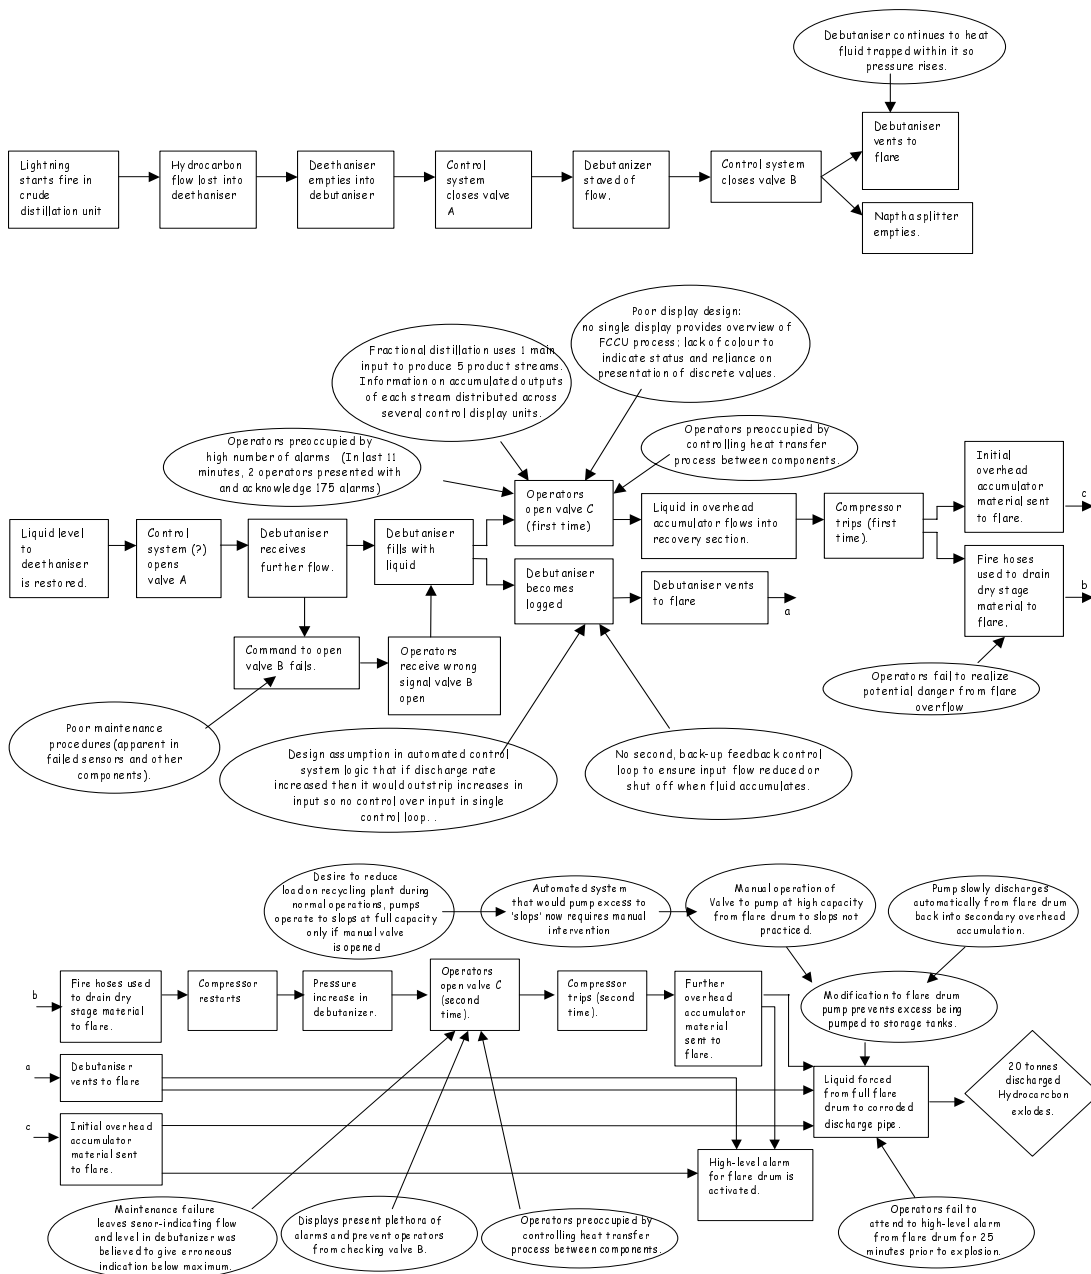 Debutaniser continues to heat
fluid trapped within it so
pressure rises.
Lightning
starts fire in
crude
distillation unit
Hydrocarbon
flow lost into
deethaniser
Deethaniser
empties into
debutaniser
Control
system
closes valve
A
Debutanizer
staved of
flow.
Control system
closes valve B
Debutaniser
vents to
flare
Naptha splitter
empties.
Poor display design:
no single display provides overview of
FCCU process; lack of colour to
indicate status and reliance on
presentation of discrete values.
Fractional distillation uses 1 main
input to produce 5 product streams.
Information on accumulated outputs
of each stream distributed across
several control display units.
Operators preoccupied by
high number of alarms (In last 11
minutes, 2 operators presented with
and acknowledge 175 alarms)
Operators preoccupied by
controlling heat transfer
process between components.
Liquid level
to
deethaniser
is restored.
Control
system (?)
opens
valve A
Debutaniser
receives
further flow.
Debutaniser
fills with
liquid
Operators
open valve C
(first time)
Liquid in overhead
accumulator flows into
recovery section.
Compressor
trips (first
time).
Initial
overhead
accumulator
material sent
to flare.
c
Fire hoses
used to drain
dry stage
material to
flare.
b
Debutaniser
becomes
logged
Debutaniser vents
to flare
a
Command to open
valve B fails.
Operators
receive wrong
signal valve B
open
Operators fail to realize
potential danger from flare
overflow
Poor maintenance
procedures (apparent in
failed sensors and other
components).
Design assumption in automated control
system logic that if discharge rate
increased then it would outstrip increases in
input so no control over input in single
control loop. .
No second, back-up feedback control
loop to ensure input flow reduced or
shut off when fluid accumulates.
Desire to reduce
load on recycling plant during
normal operations, pumps
operate to slops at full capacity
only if manual valve
is opened
Automated system
that would pump excess to
'slops' now requires manual
intervention
Manual operation of
Valve to pump at high capacity
from flare drum to slops not
practiced.
Pump slowly discharges
automatically from flare drum
back into secondary overhead
accumulation.
b
Fire hoses used
to drain dry
stage material
to flare.
Compressor
restarts
Pressure
increase in
debutanizer.
Operators
open valve C
(second
time).
Compressor
trips (second
time).
Further
overhead
accumulator
material
sent to
flare.
Modification to flare drum
pump prevents excess being
pumped to storage tanks.
a
Debutaniser
vents to flare
Liquid forced
from full flare
drum to corroded
discharge pipe.
20 tonnes
discharged
Hydrocarcbon
exlodes.
c
Initial overhead
accumulator
material sent
to flare.
High-level alarm
for flare drum is
activated.
Maintenance failure
leaves senor-indicating flow
and level in debutanizer was
believed to give erroneous
indication below maximum.
Displays present plethora of
alarms and prevent operators
from checking valve B.
Operators preoccupied by
controlling heat transfer
process between components.
Operators fail to
attend to high-level alarm
from flare drum for 25
minutes prior to explosion.